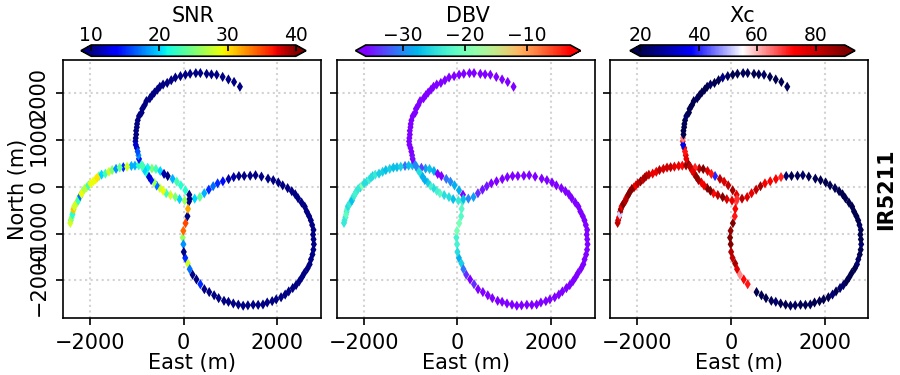 SNR DBV Xc
10 20 30 40 −30 −20 −10 20 40 60 80
2000
1000
0
−1000
−2000
North (m)
IR5211
−2000 0 2000 −2000 0 2000 −2000 0 2000
East (m) East (m) East (m)